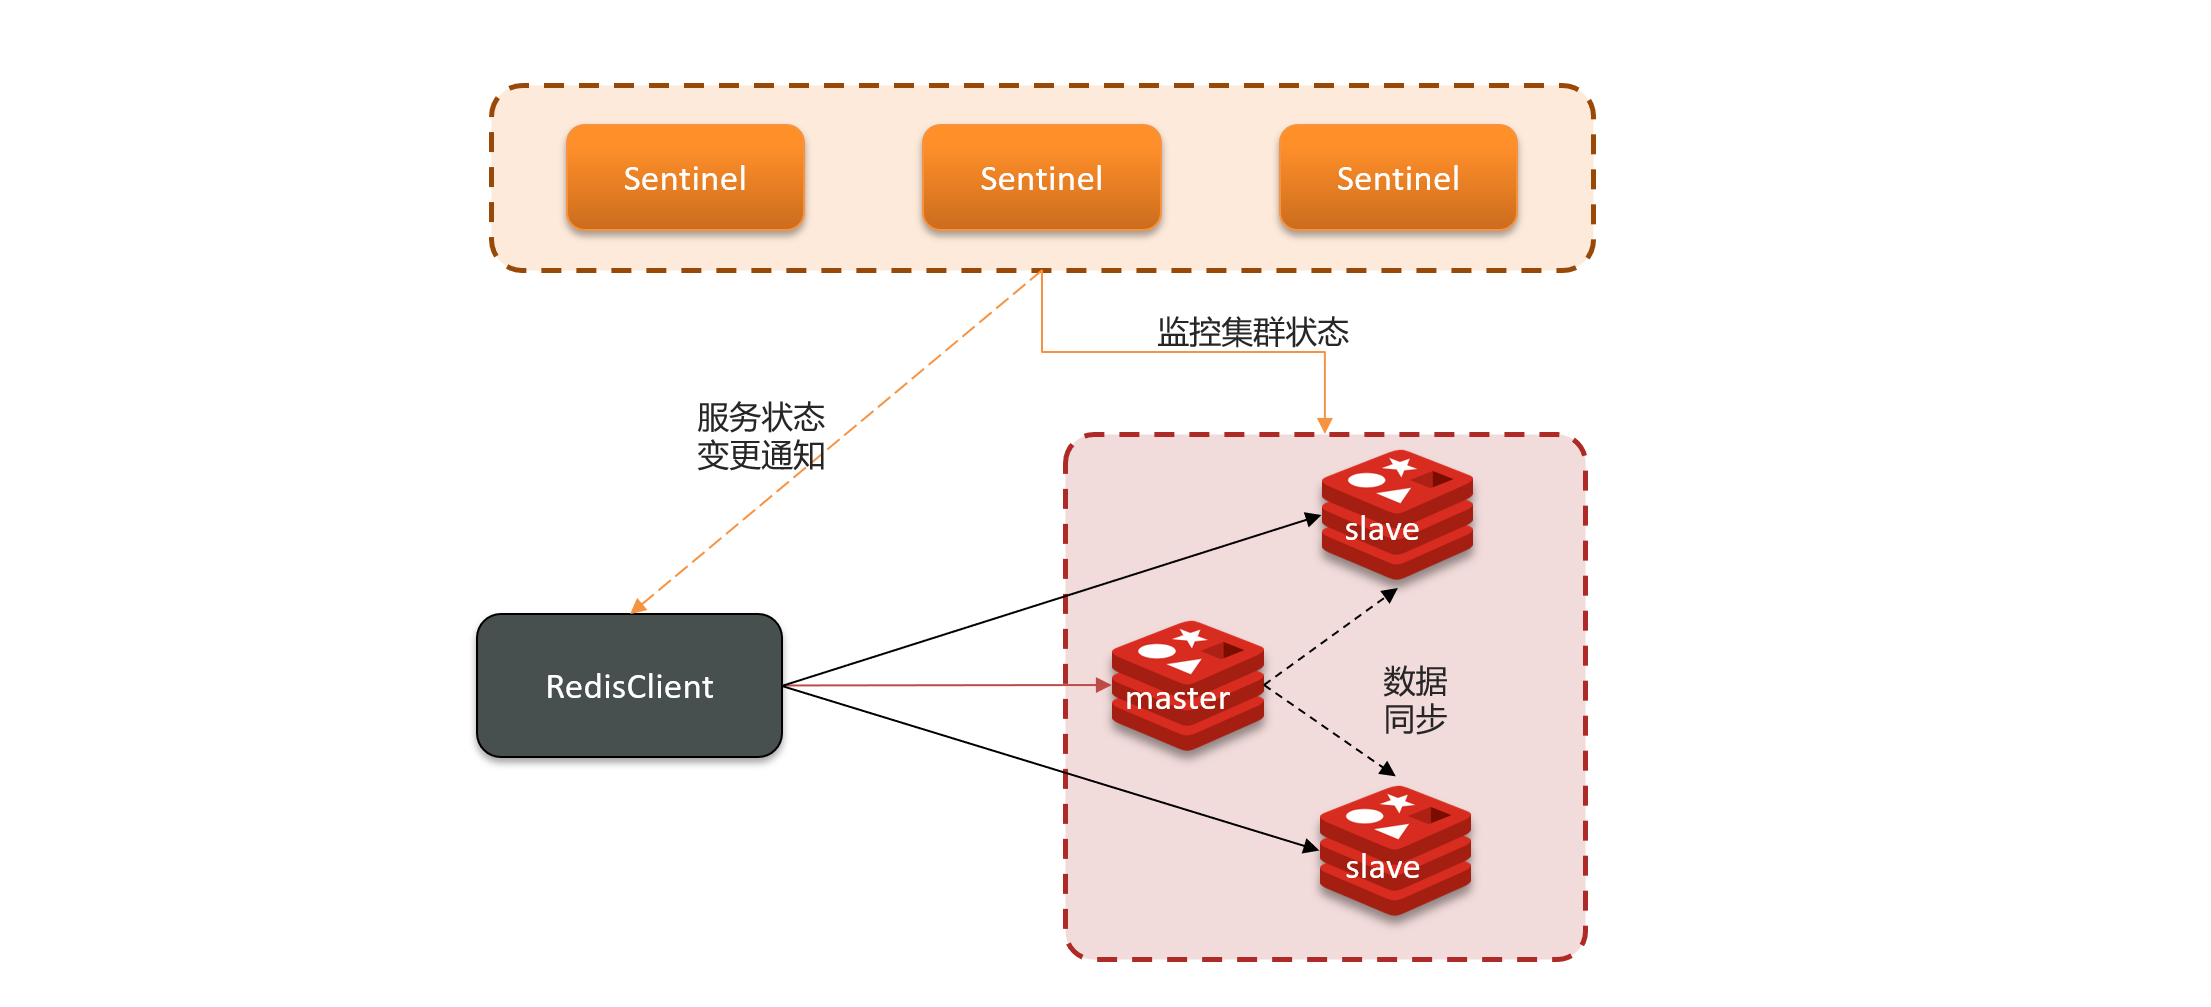 Sentinel
Sentinel
Sentinel
监控集群状态
服务状态
变更通知
slave
RedisClient
master
数据
同步
slave